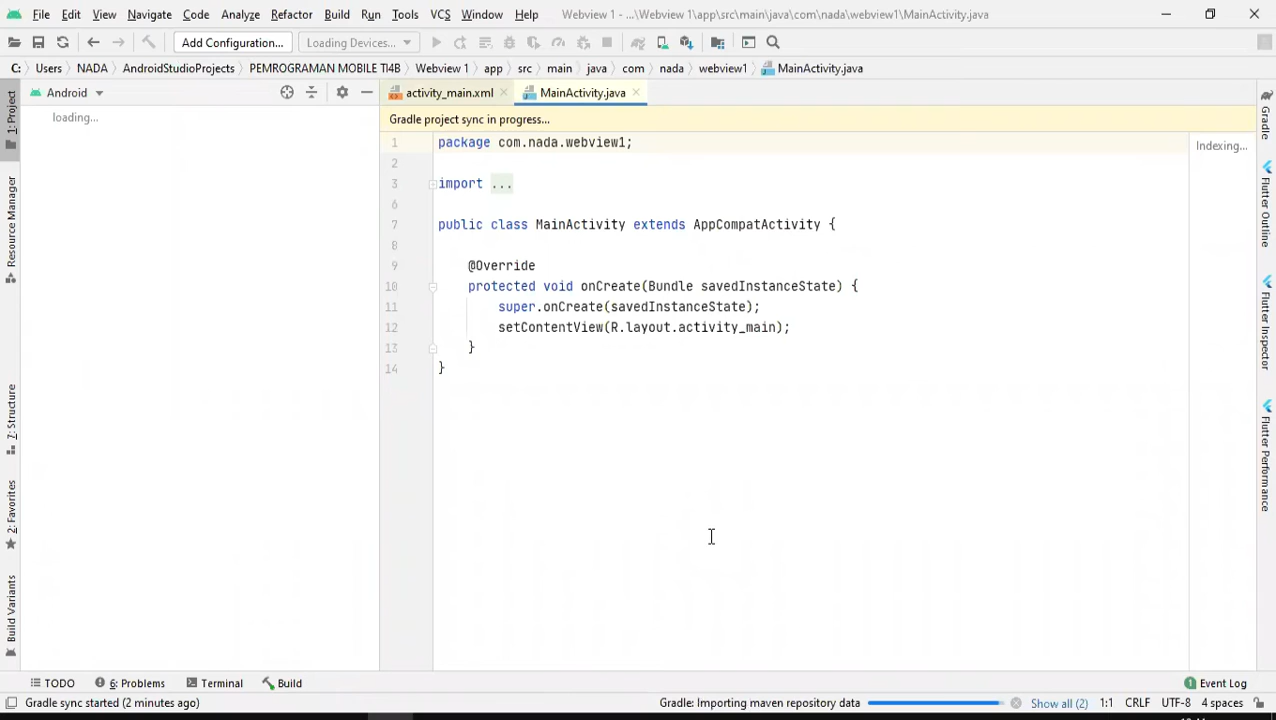 File Edit View Navigate Code Analyze Refactor Build Run Tools VCS Window Help Webview 1 - ...\Webview 1\app\src\main\java\com\nada\webview1\MainActivity.java
Add Configuration... Loading Devices...
C: Users NADA AndroidStudioProjects PEMROGRAMAN MOBILE TI4B Webview 1 app src main java com nada webview1 MainActivity.java
1: Project
Resource Manager
7: Structure
2: Favorites
Build Variants
Android
loading...
activity_main.xml MainActivity.java
Gradle project sync in progress...
1 package com.nada.webview1;
2
3 import ...
6
7 public class MainActivity extends AppCompatActivity {
8
9 @Override
10 protected void onCreate(Bundle savedInstanceState) {
11 super.onCreate(savedInstanceState);
12 setContentView(R.layout.activity_main);
13 }
14 }
Indexing...
Gradle
Flutter Outline
Flutter Inspector
Flutter Performance
TODO 6: Problems Terminal Build 1 Event Log
Gradle sync started (2 minutes ago) Gradle: Importing maven repository data Show all (2) 1:1 CRLF UTF-8 4 spaces